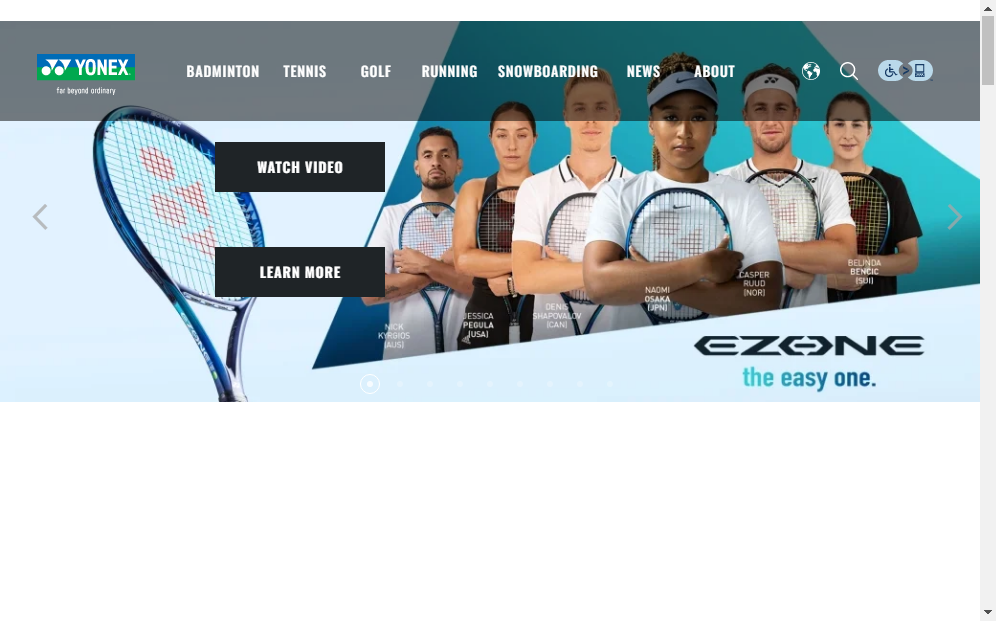 YONEX
far beyond ordinary
BADMINTON
TENNIS
GOLF
RUNNING
SNOWBOARDING
NEWS
ABOUT
WATCH VIDEO
LEARN MORE
NICK
KYRGIOS
(AUS)
JESSICA
PEGULA
(USA)
DENIS
SHAPOVALOV
(CAN)
NAOMI
OSAKA
(JPN)
CASPER
RUUD
(NOR)
BELINDA
BENCIC
(SUI)
EZONE
the easy one.